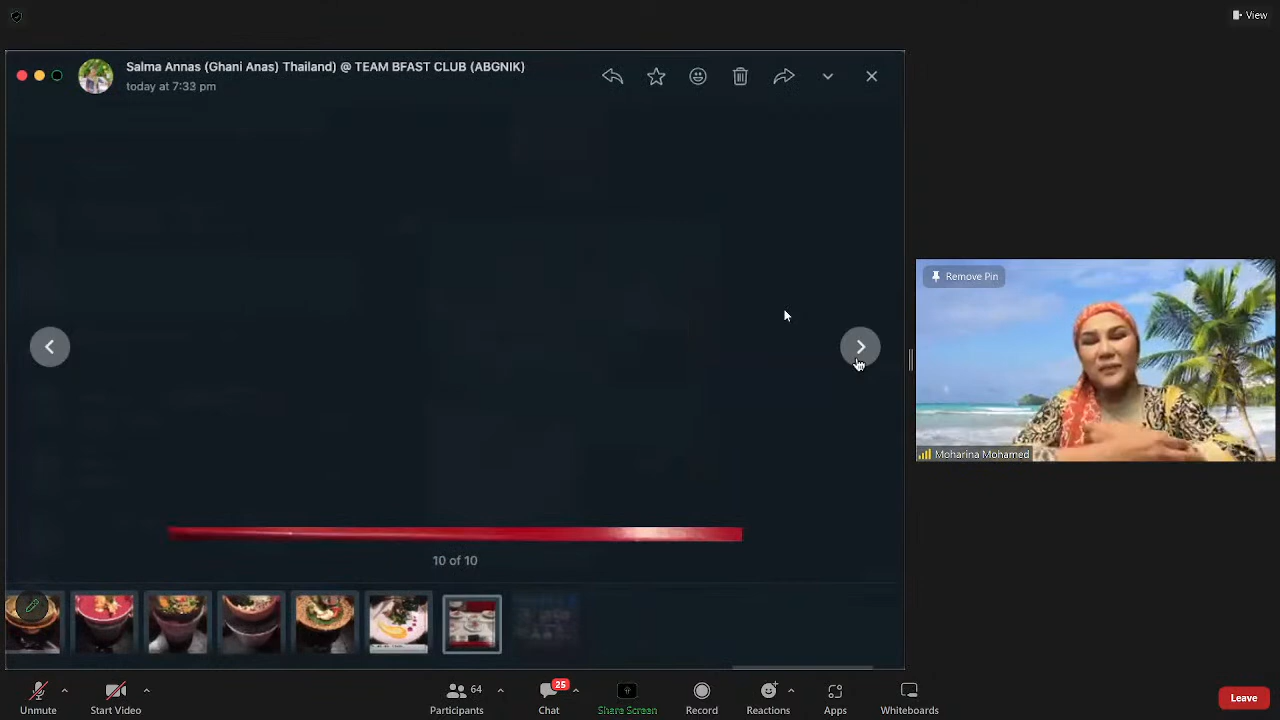 View
Salma Annas (Ghani Anas) Thailand) @ TEAM BFAST CLUB (ABGNIK)
today at 7:33 pm
Remove Pin
Moharina Mohamed
10 of 10
64
25
Unmute
Start Video
Participants
Chat
Share Screen
Record
Reactions
Apps
Whiteboards
Leave